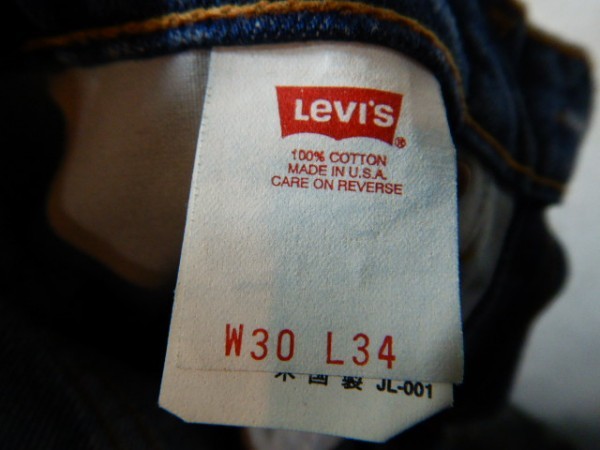 Levi's
®
100% COTTON
MADE IN U.S.A.
CARE ON REVERSE
W30 L34
米国製 JL-001